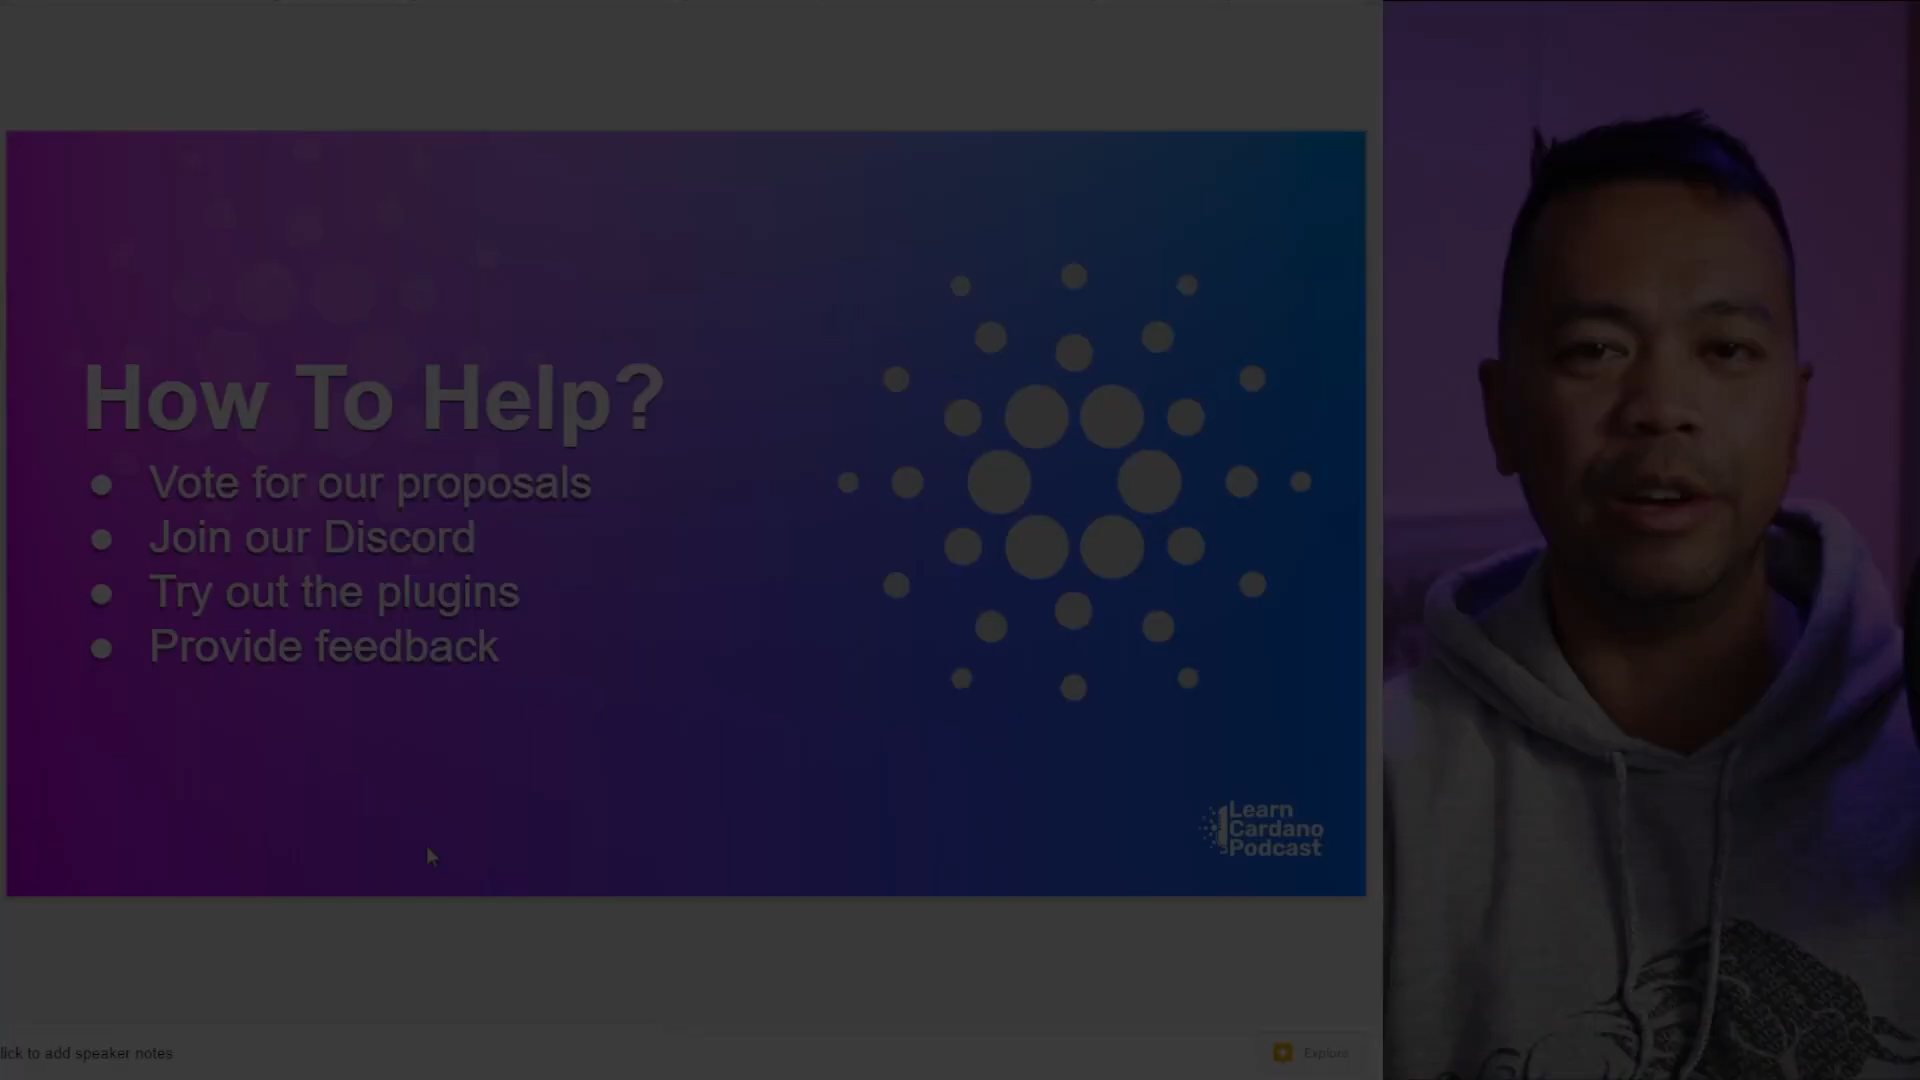 How To Help?
● Vote for our proposals
● Join our Discord
● Try out the plugins
● Provide feedback
Learn
Cardano
Podcast
lick to add speaker notes
Explore